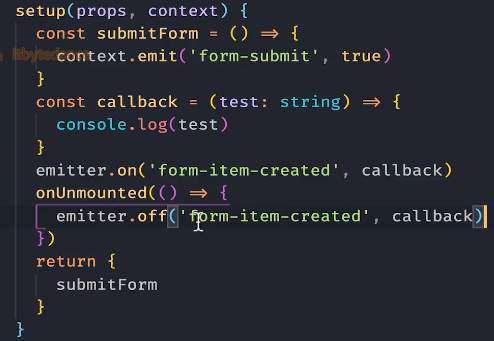 setup(props, context) {
  const submitForm = () => {
    context.emit('form-submit', true)
  }
  const callback = (test: string) => {
    console.log(test)
  }
  emitter.on('form-item-created', callback)
  onUnmounted(() => {
    emitter.off('form-item-created', callback)
  })
  return {
    submitForm
  }
}